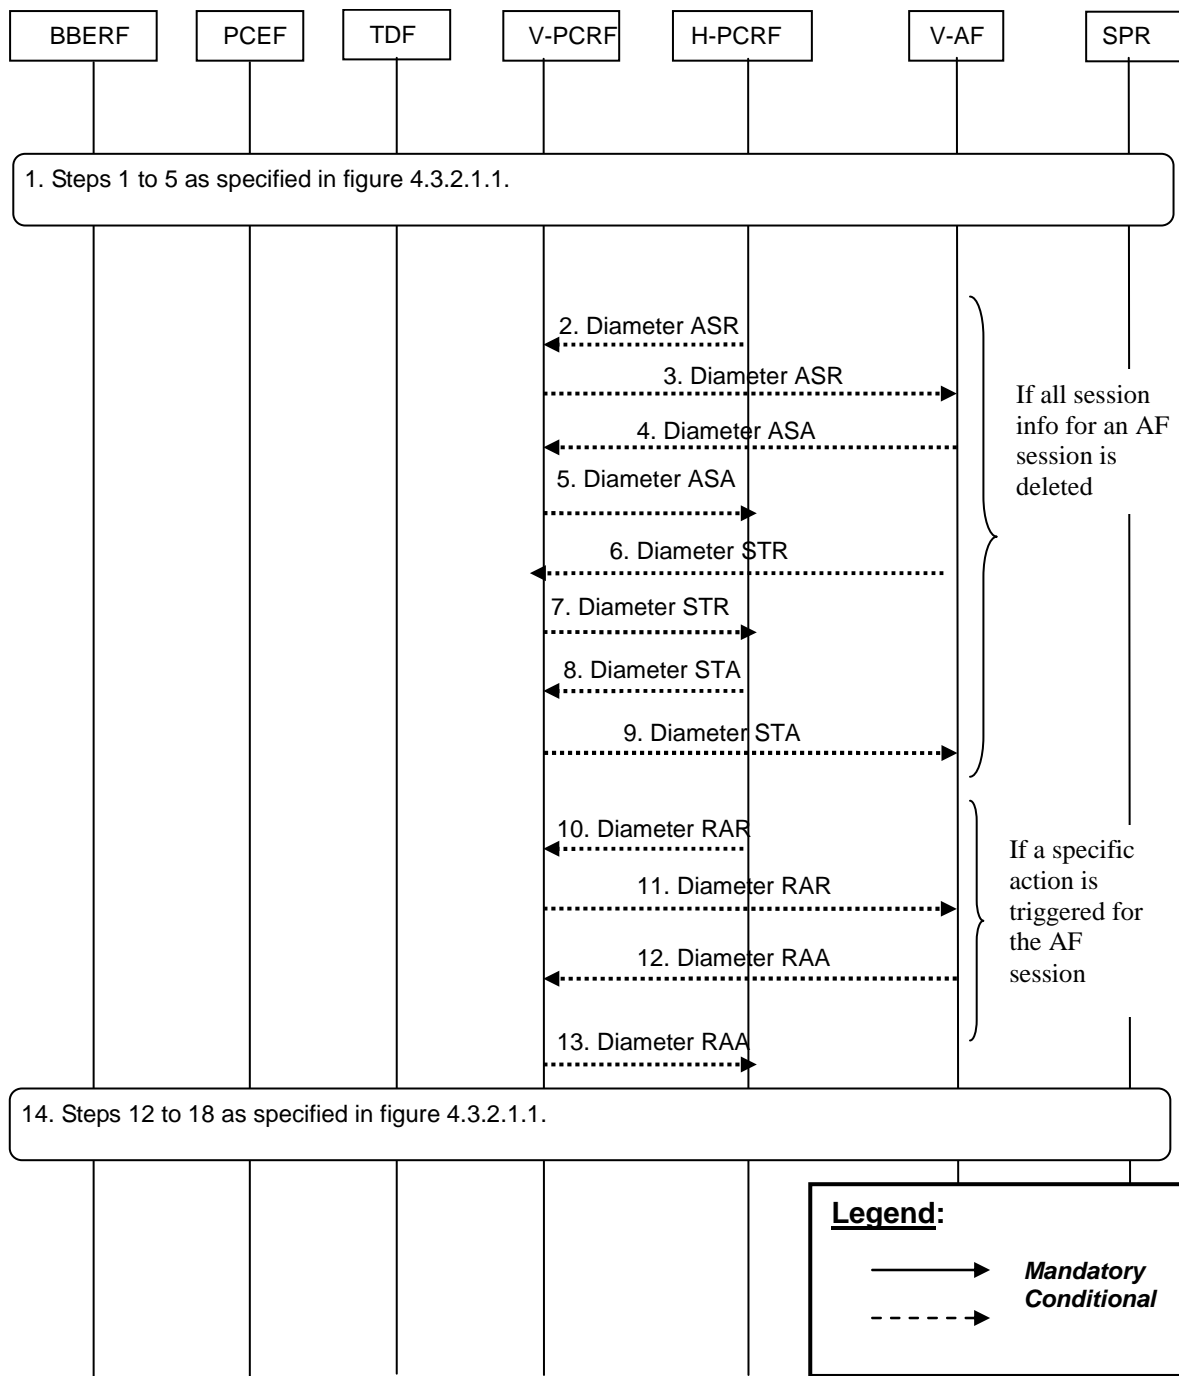 BBERF
PCEF
TDF
V-PCRF
H-PCRF
V-AF
SPR
1. Steps 1 to 5 as specified in figure 4.3.2.1.1.
2. Diameter ASR
3. Diameter ASR
4. Diameter ASA
5. Diameter ASA
6. Diameter STR
7. Diameter STR
8. Diameter STA
9. Diameter STA
If all session
info for an AF
session is
deleted
10. Diameter RAR
11. Diameter RAR
12. Diameter RAA
13. Diameter RAA
If a specific
action is
triggered for
the AF
session
14. Steps 12 to 18 as specified in figure 4.3.2.1.1.
Legend:
Mandatory
Conditional